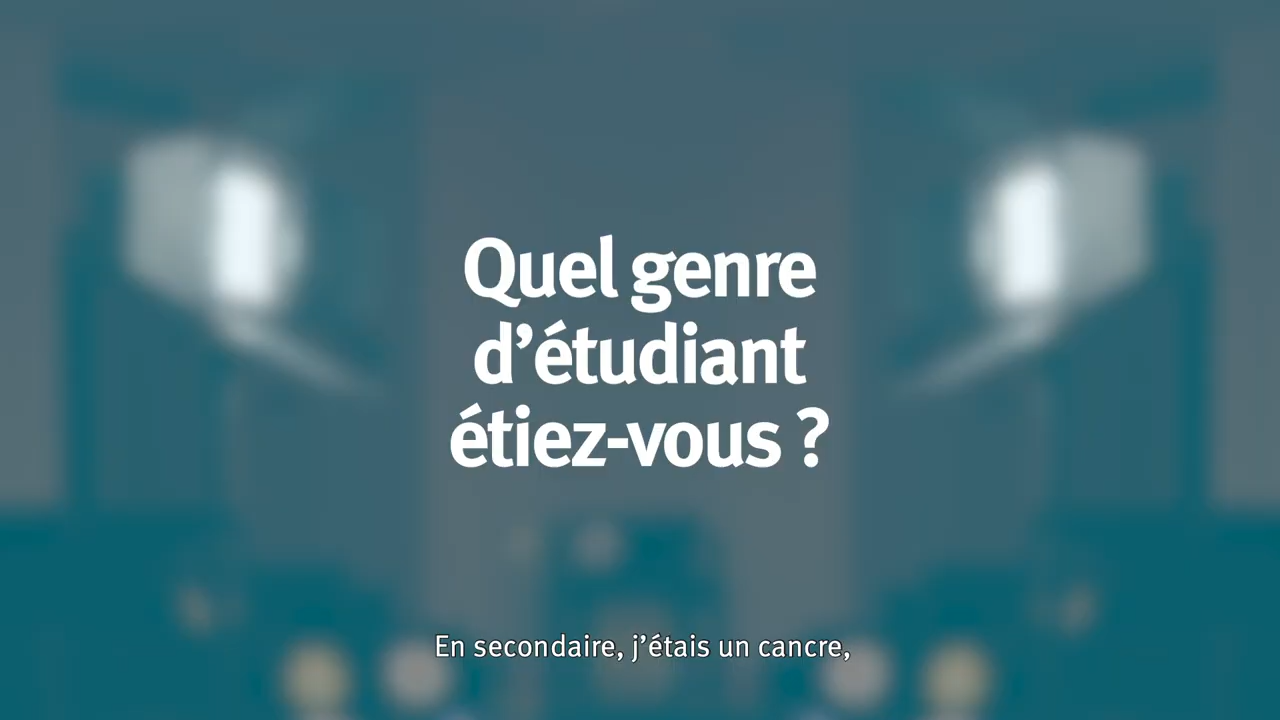 Quel genre
d’étudiant
étiez-vous ?
En secondaire, j’étais un cancre,